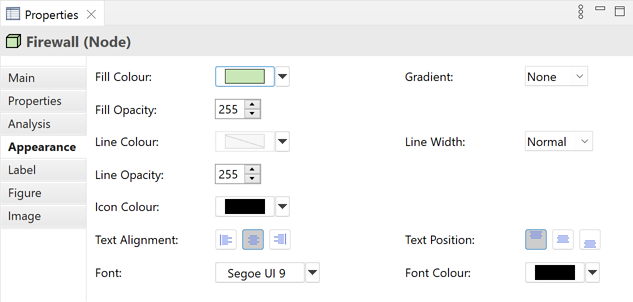 Properties
Firewall (Node)
Main
Properties
Analysis
Appearance
Label
Figure
Image
Fill Colour:
Gradient: None
Fill Opacity: 255
Line Colour:
Line Width: Normal
Line Opacity: 255
Icon Colour:
Text Alignment:
Text Position:
Font: Segoe UI 9
Font Colour: